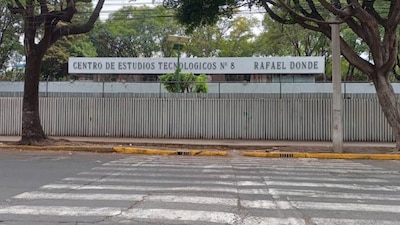 CENTRO DE ESTUDIOS TECNOLOGICOS Nº 8 RAFAEL DONDE